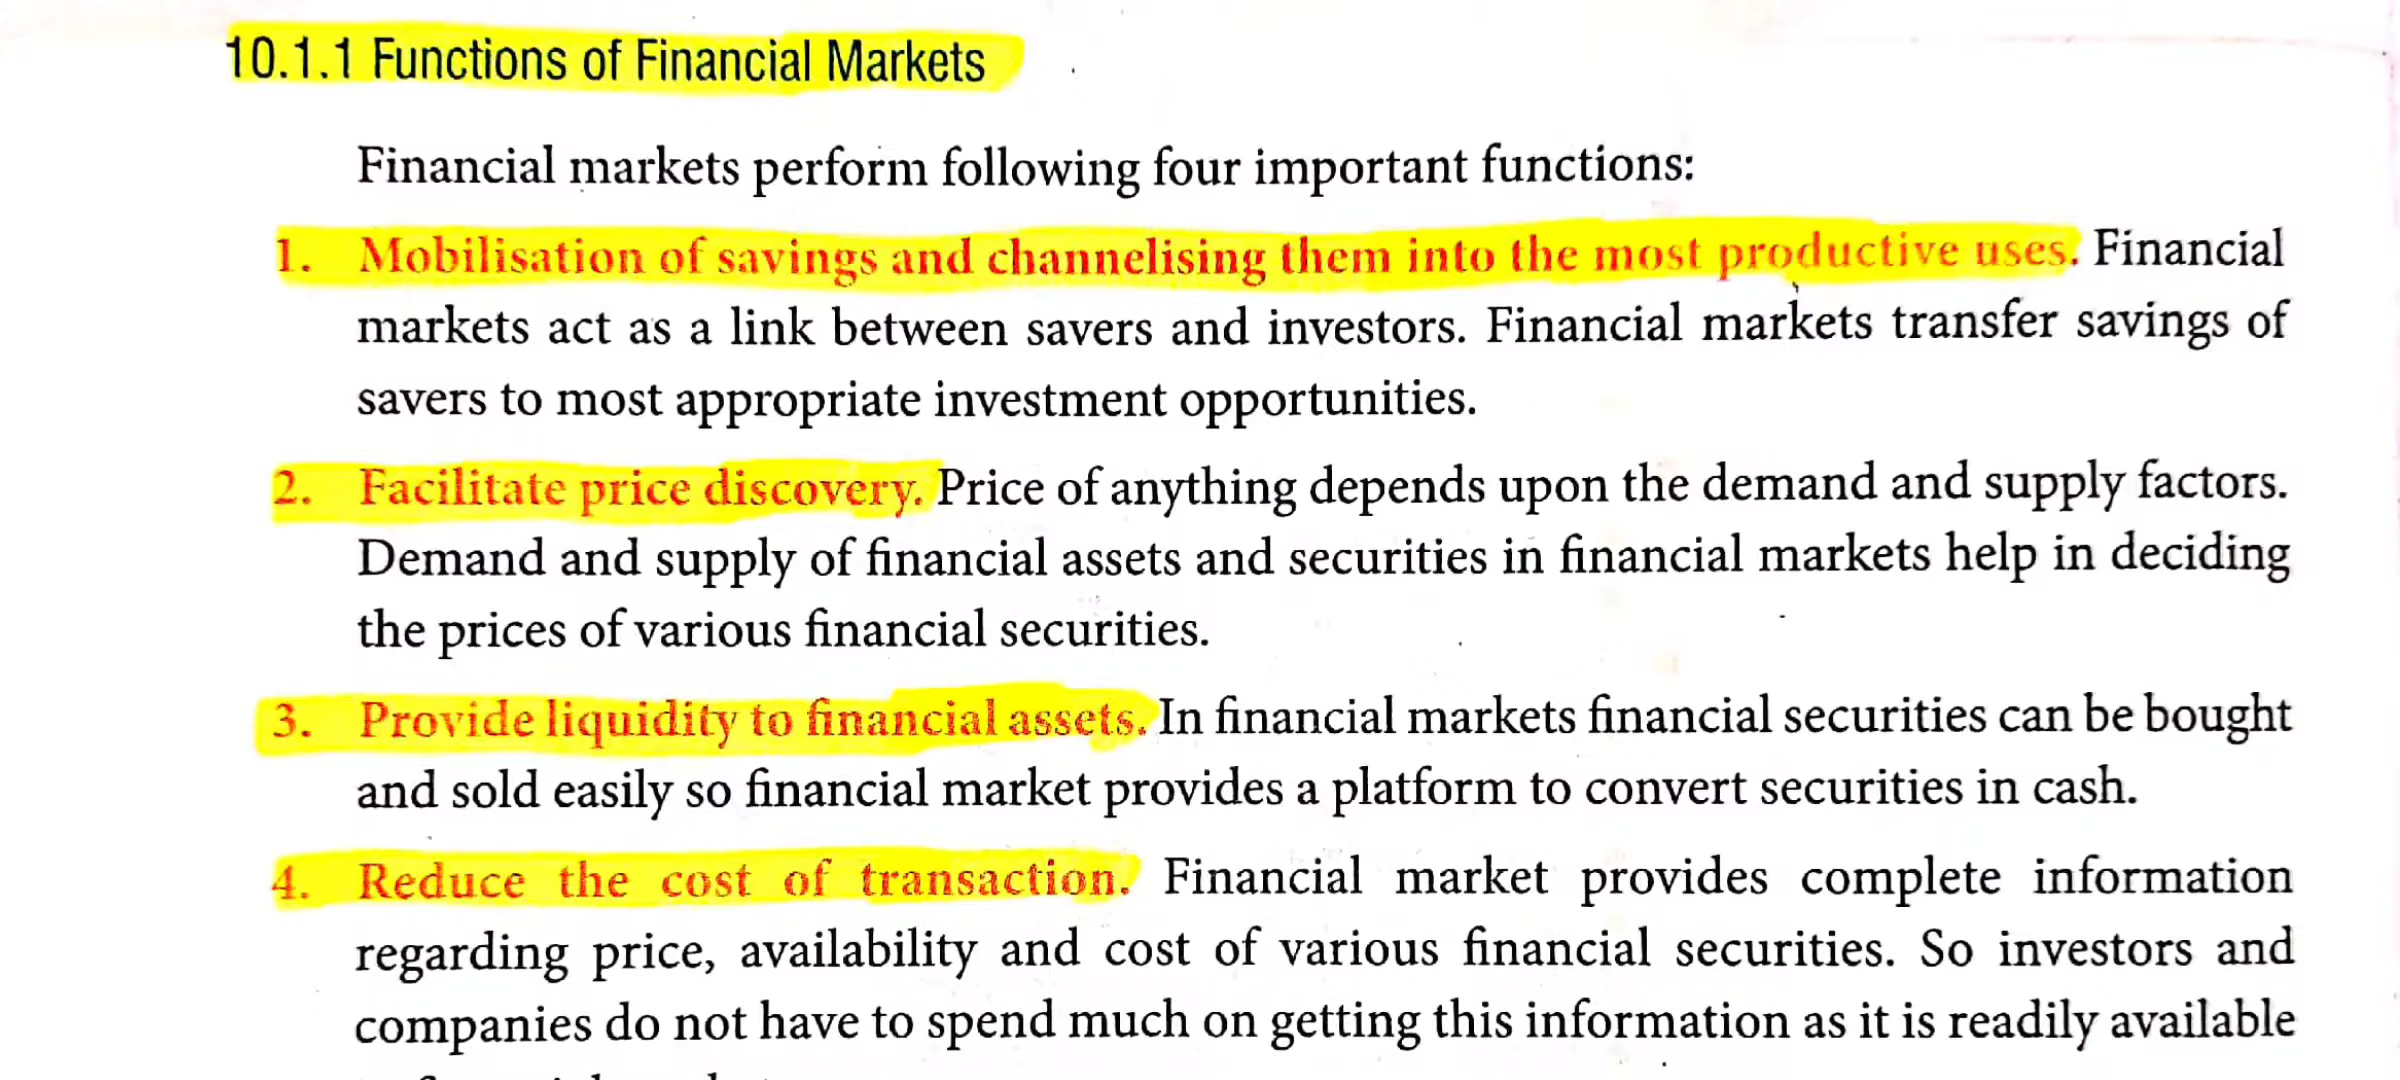 10.1.1 Functions of Financial Markets
Financial markets perform following four important functions:
1. Mobilisation of savings and channelising them into the most productive uses. Financial
markets act as a link between savers and investors. Financial markets transfer savings of
savers to most appropriate investment opportunities.
2. Facilitate price discovery. Price of anything depends upon the demand and supply factors.
Demand and supply of financial assets and securities in financial markets help in deciding
the prices of various financial securities.
3. Provide liquidity to financial assets. In financial markets financial securities can be bought
and sold easily so financial market provides a platform to convert securities in cash.
4. Reduce the cost of transaction. Financial market provides complete information
regarding price, availability and cost of various financial securities. So investors and
companies do not have to spend much on getting this information as it is readily available